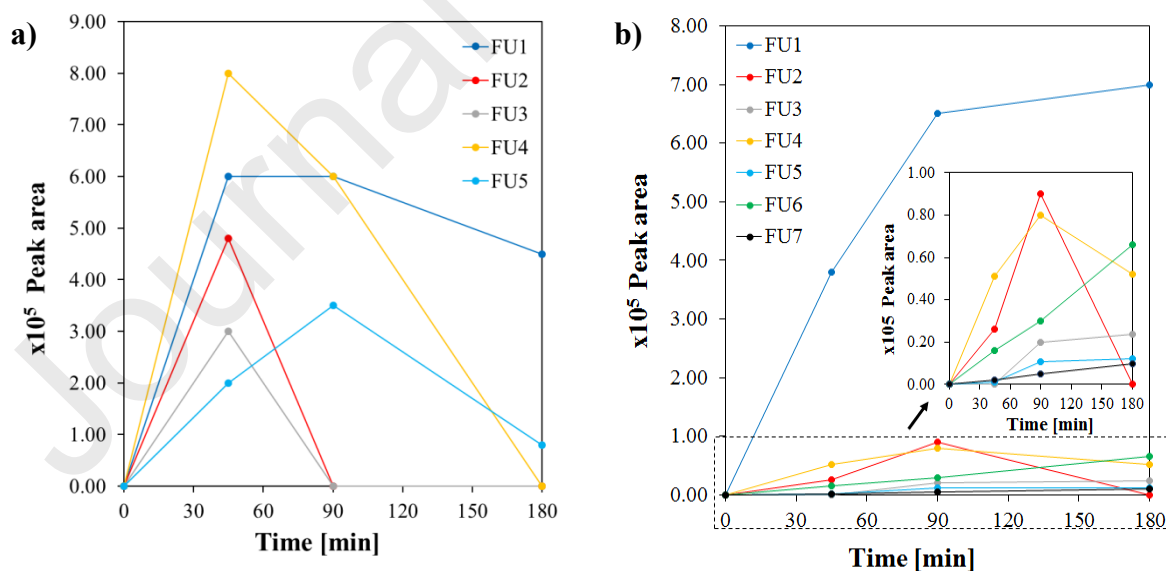 a)
9.00
8.00
7.00
6.00
5.00
4.00
3.00
2.00
1.00
0.00
x10⁵ Peak area
0 30 60 90 120 150 180
Time [min]
FU1
FU2
FU3
FU4
FU5
Journal
b)
8.00
7.00
6.00
5.00
4.00
3.00
2.00
1.00
0.00
x10⁵ Peak area
0 30 60 90 120 150 180
Time [min]
FU1
FU2
FU3
FU4
FU5
FU6
FU7
1.00
0.80
0.60
0.40
0.20
0.00
x105 Peak area
0 30 60 90 120 150 180
Time [min]